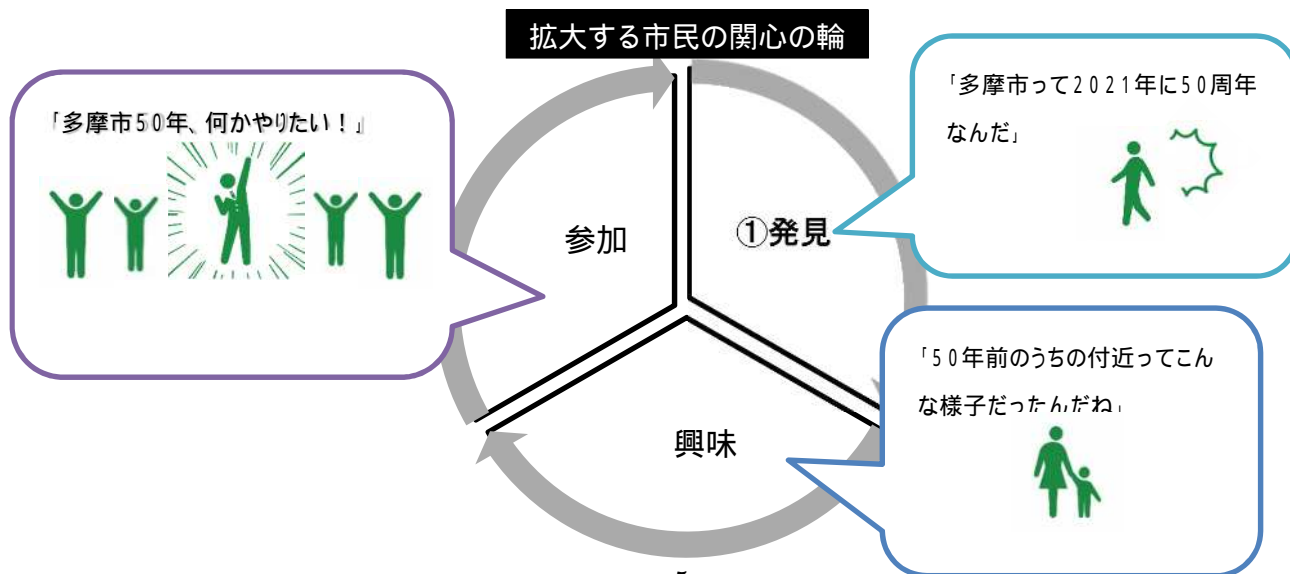 拡大する市民の関心の輪
「多摩市50年、何かやりたい！」
「多摩市って2021年に50周年
なんだ」
参加
①発見
「50年前のうちの付近ってこん
な様子だったんだね」
興味